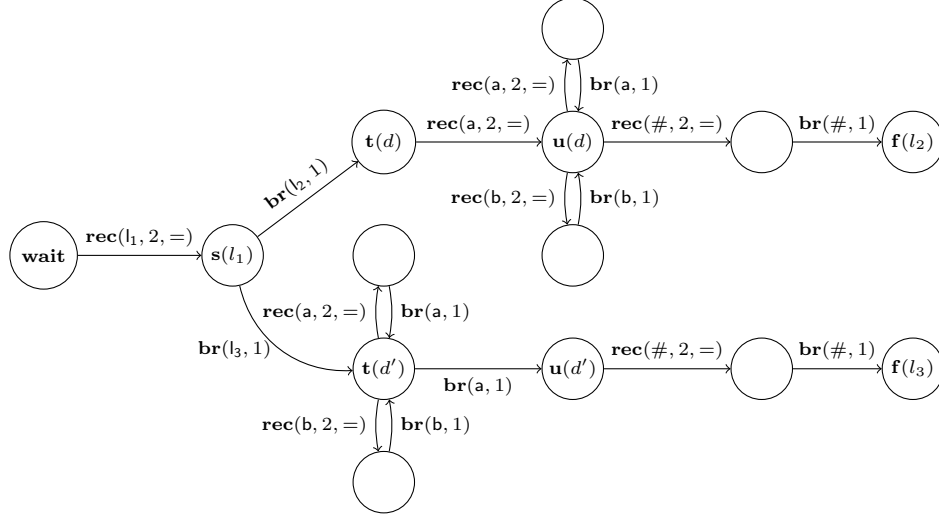 rec(a, 2, =) br(a, 1)
t(d) rec(a, 2, =) u(d) rec(#, 2, =) br(#, 1) f(l₂)
br(l₂, 1) rec(b, 2, =) br(b, 1)
wait rec(l₁, 2, =) s(l₁)
rec(a, 2, =) br(a, 1)
br(l₃, 1)
t(d′) br(a, 1) u(d′) rec(#, 2, =) br(#, 1) f(l₃)
rec(b, 2, =) br(b, 1)